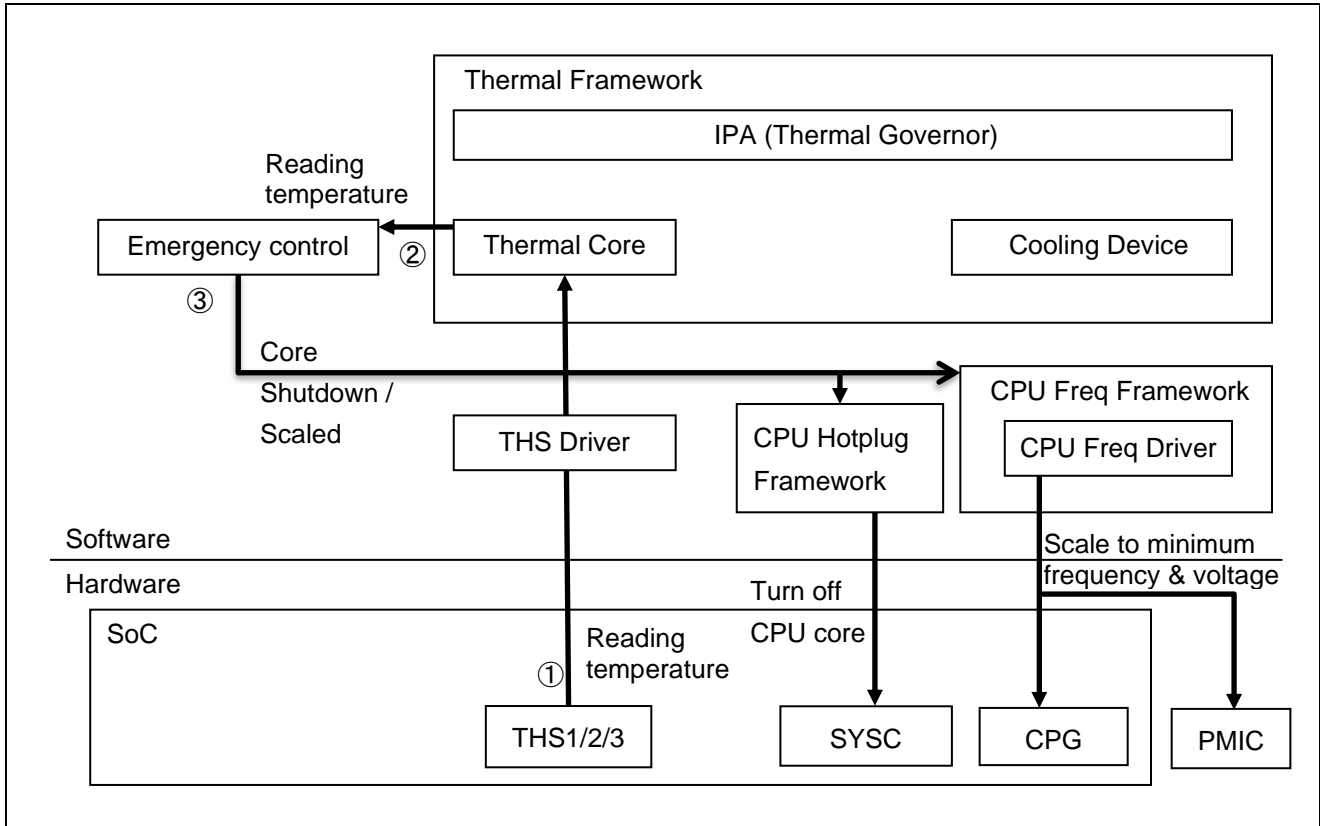 Thermal Framework
IPA (Thermal Governor)
Reading
temperature
Emergency control
②
Thermal Core
Cooling Device
③
Core
Shutdown /
Scaled
THS Driver
CPU Hotplug
Framework
CPU Freq Framework
CPU Freq Driver
Software
Hardware
Scale to minimum
frequency & voltage
Turn off
CPU core
SoC
Reading
temperature
①
THS1/2/3
SYSC
CPG
PMIC